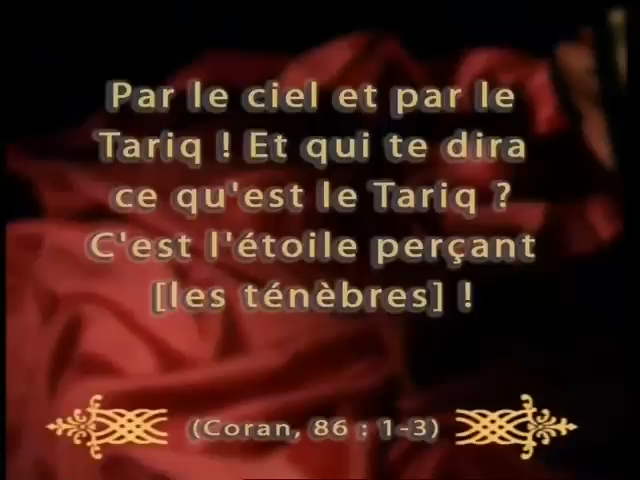 Par le ciel et par le
Tariq ! Et qui te dira
ce qu'est le Tariq ?
C'est l'étoile perçant
[les ténèbres] !
(Coran, 86 : 1-3)